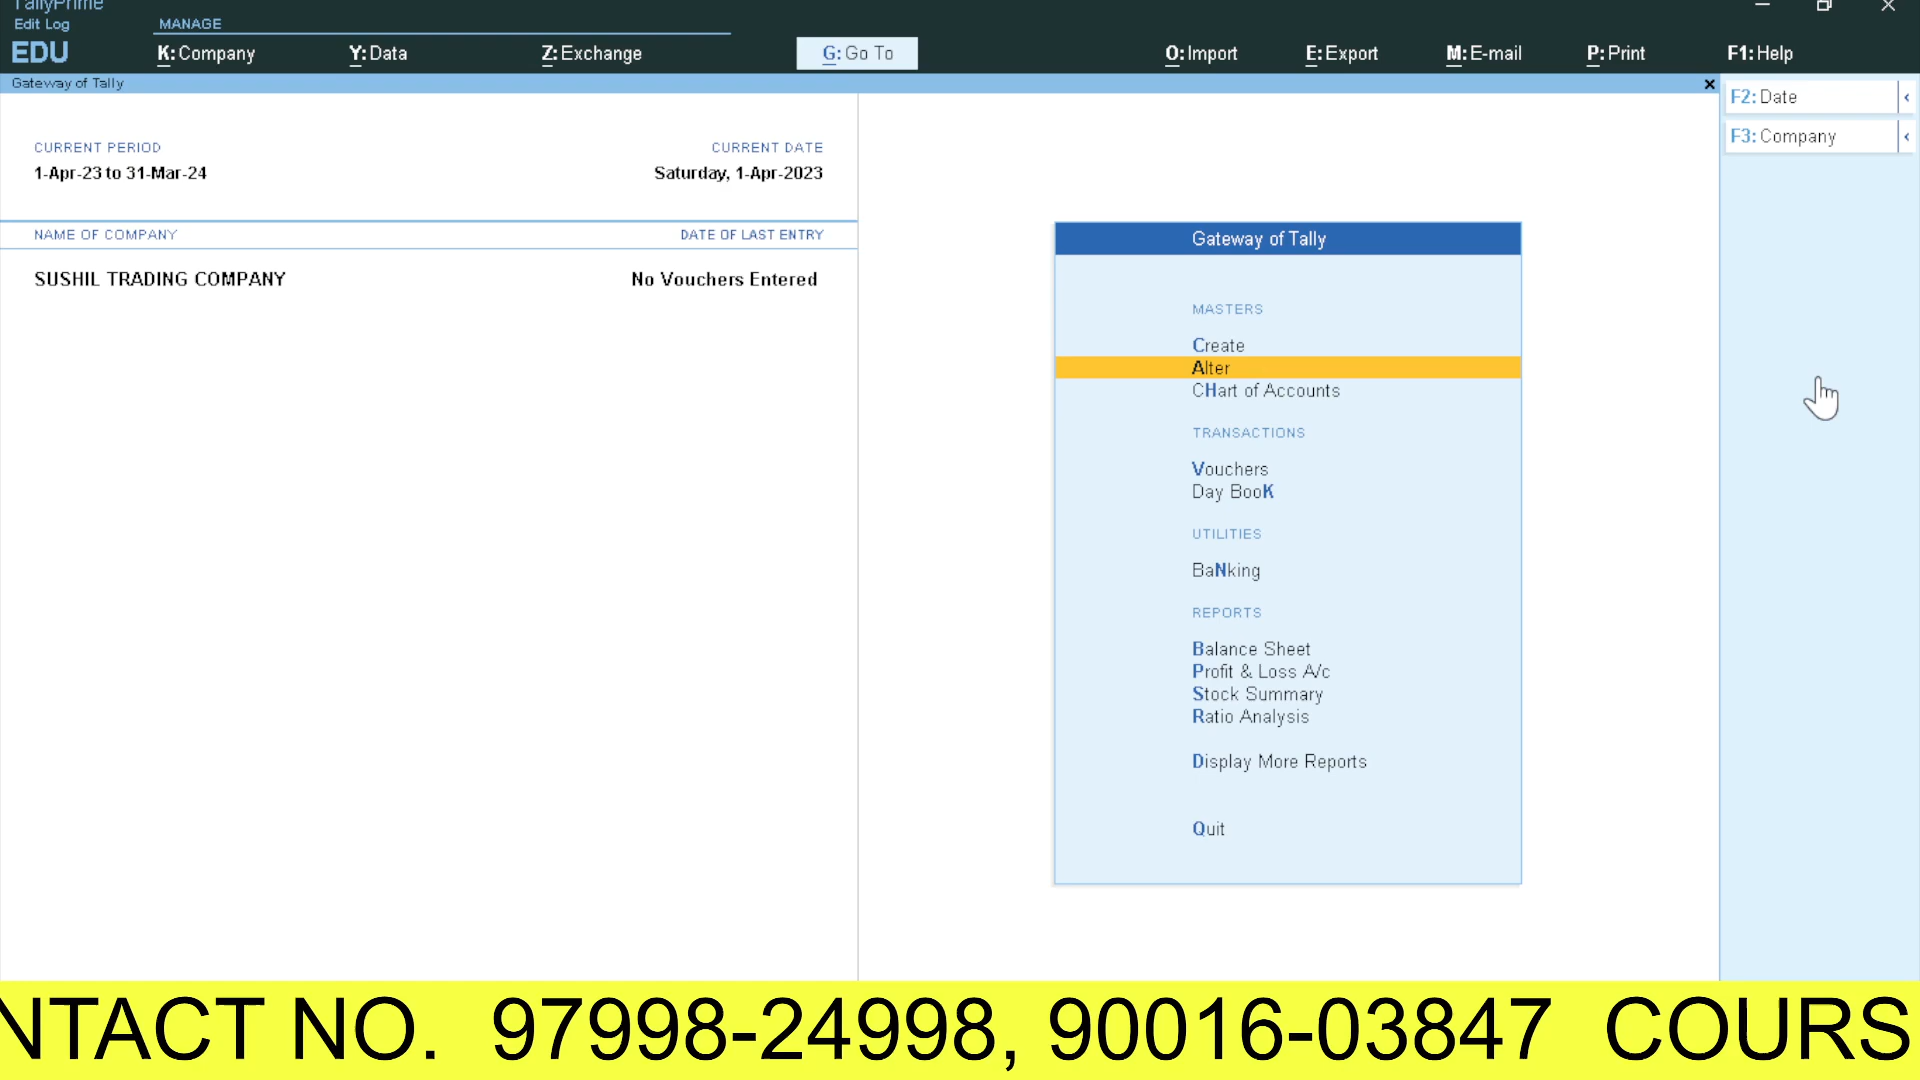 TallyPrime
Edit Log
EDU
MANAGE
K: Company
Y: Data
Z: Exchange
G: Go To
O: Import
E: Export
M: E-mail
P: Print
F1: Help
Gateway of Tally
F2: Date
F3: Company
CURRENT PERIOD
CURRENT DATE
1-Apr-23 to 31-Mar-24
Saturday, 1-Apr-2023
NAME OF COMPANY
DATE OF LAST ENTRY
SUSHIL TRADING COMPANY
No Vouchers Entered
Gateway of Tally
MASTERS
Create
Alter
CHart of Accounts
TRANSACTIONS
Vouchers
Day BooK
UTILITIES
BaNking
REPORTS
Balance Sheet
Profit & Loss A/c
Stock Summary
Ratio Analysis
Display More Reports
Quit
NTACT NO. 97998-24998, 90016-03847 COURS